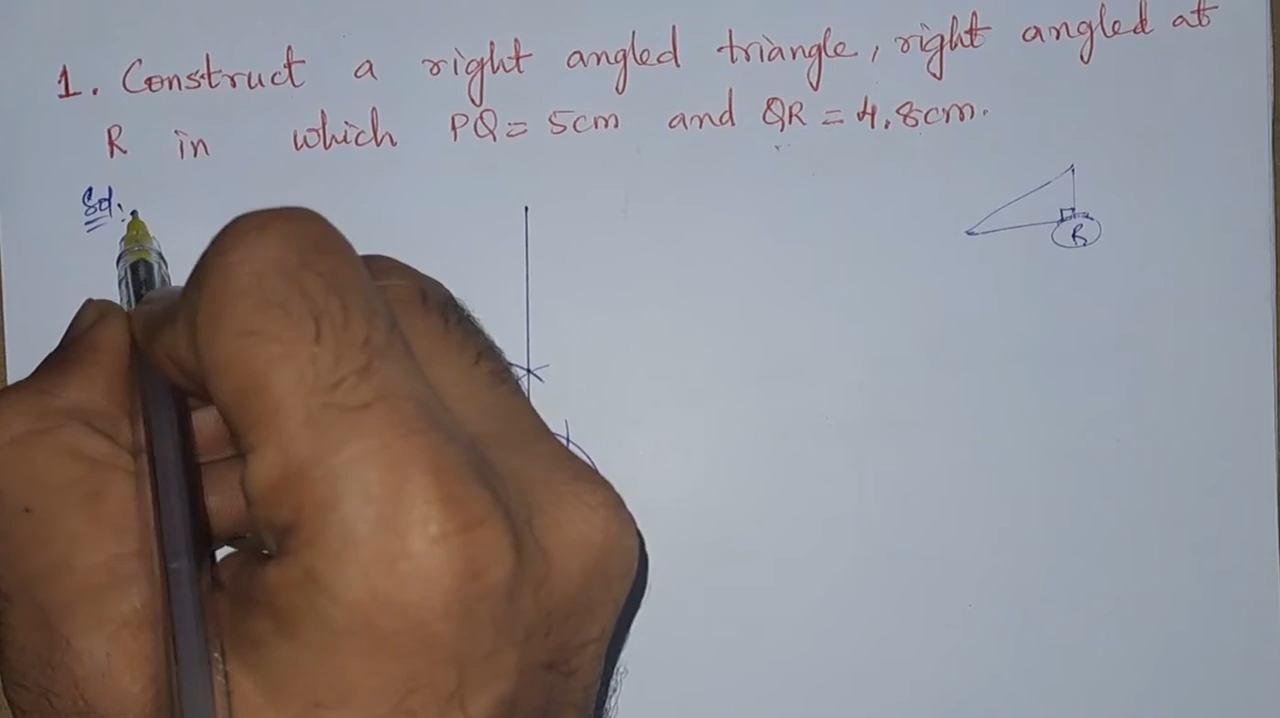 1. Construct a right angled triangle, right angled at
R in which PQ = 5cm and QR = 4.8cm.
Sol:
R